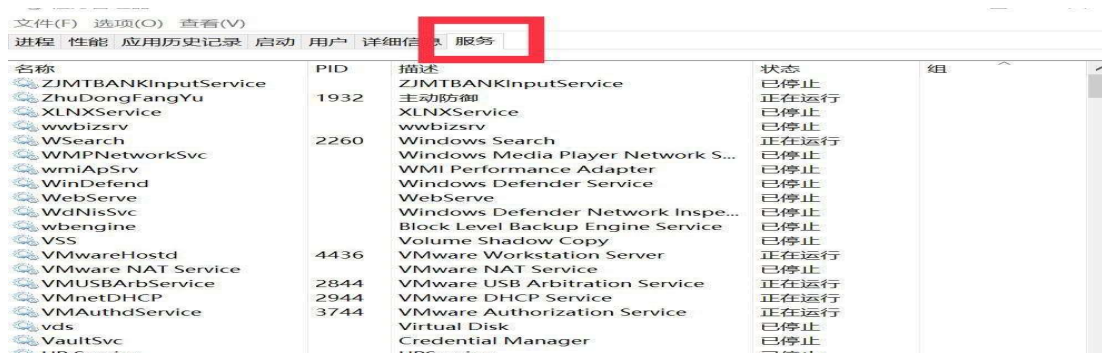 文件(F) 选项(O) 查看(V)
进程 性能 应用历史记录 启动 用户 详细信息 服务
名称 PID 描述 状态 组
ZJMTBANKInputService ZJMTBANKInputService 已停止
ZhuDongFangYu 1932 主动防御 正在运行
XLNXService XLNXService 已停止
wwbizsrv wwbizsrv 已停止
WSearch 2260 Windows Search 正在运行
WMPNetworkSvc Windows Media Player Network S... 已停止
wmiApSrv WMI Performance Adapter 已停止
WinDefend Windows Defender Service 已停止
WebServe WebServe 已停止
WdNisSvc Windows Defender Network Inspe... 已停止
wbengine Block Level Backup Engine Service 已停止
VSS Volume Shadow Copy 已停止
VMwareHostd 4436 VMware Workstation Server 正在运行
VMware NAT Service VMware NAT Service 已停止
VMUSBArbService 2844 VMware USB Arbitration Service 正在运行
VMnetDHCP 2944 VMware DHCP Service 正在运行
VMAuthdService 3744 VMware Authorization Service 正在运行
vds Virtual Disk 已停止
VaultSvc Credential Manager 已停止